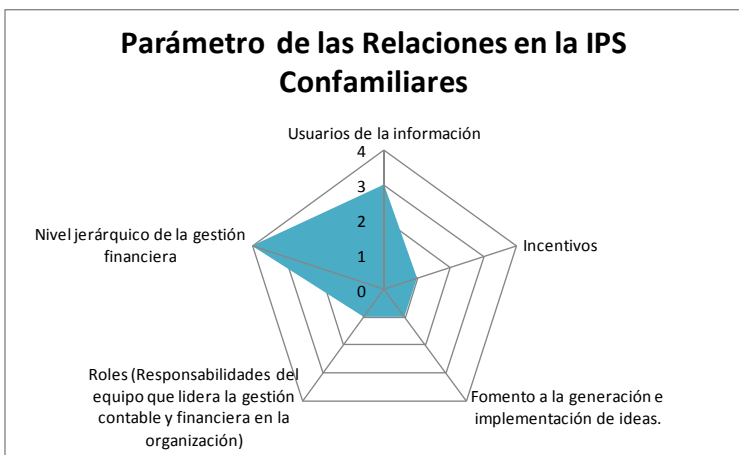 Parámetro de las Relaciones en la IPS
Confamiliares
Usuarios de la información
4
3
2
1
0
Incentivos
Nivel jerárquico de la gestión
financiera
Roles (Responsabilidades del
equipo que lidera la gestión
contable y financiera en la
organización)
Fomento a la generación e
implementación de ideas.